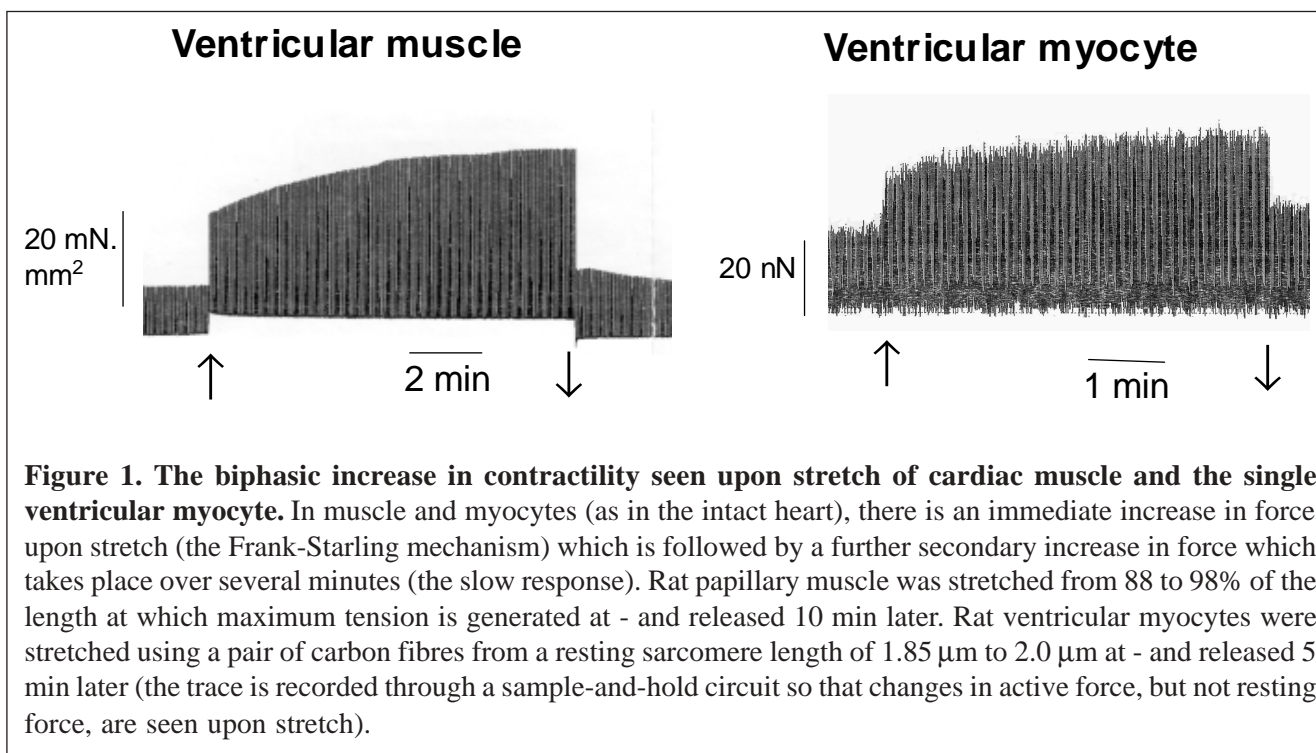 Ventricular muscle
Ventricular myocyte
20 mN.
mm2
2 min
20 nN
1 min
Figure 1. The biphasic increase in contractility seen upon stretch of cardiac muscle and the single
ventricular myocyte. In muscle and myocytes (as in the intact heart), there is an immediate increase in force
upon stretch (the Frank-Starling mechanism) which is followed by a further secondary increase in force which
takes place over several minutes (the slow response). Rat papillary muscle was stretched from 88 to 98% of the
length at which maximum tension is generated at - and released 10 min later. Rat ventricular myocytes were
stretched using a pair of carbon fibres from a resting sarcomere length of 1.85 µm to 2.0 µm at - and released 5
min later (the trace is recorded through a sample-and-hold circuit so that changes in active force, but not resting
force, are seen upon stretch).